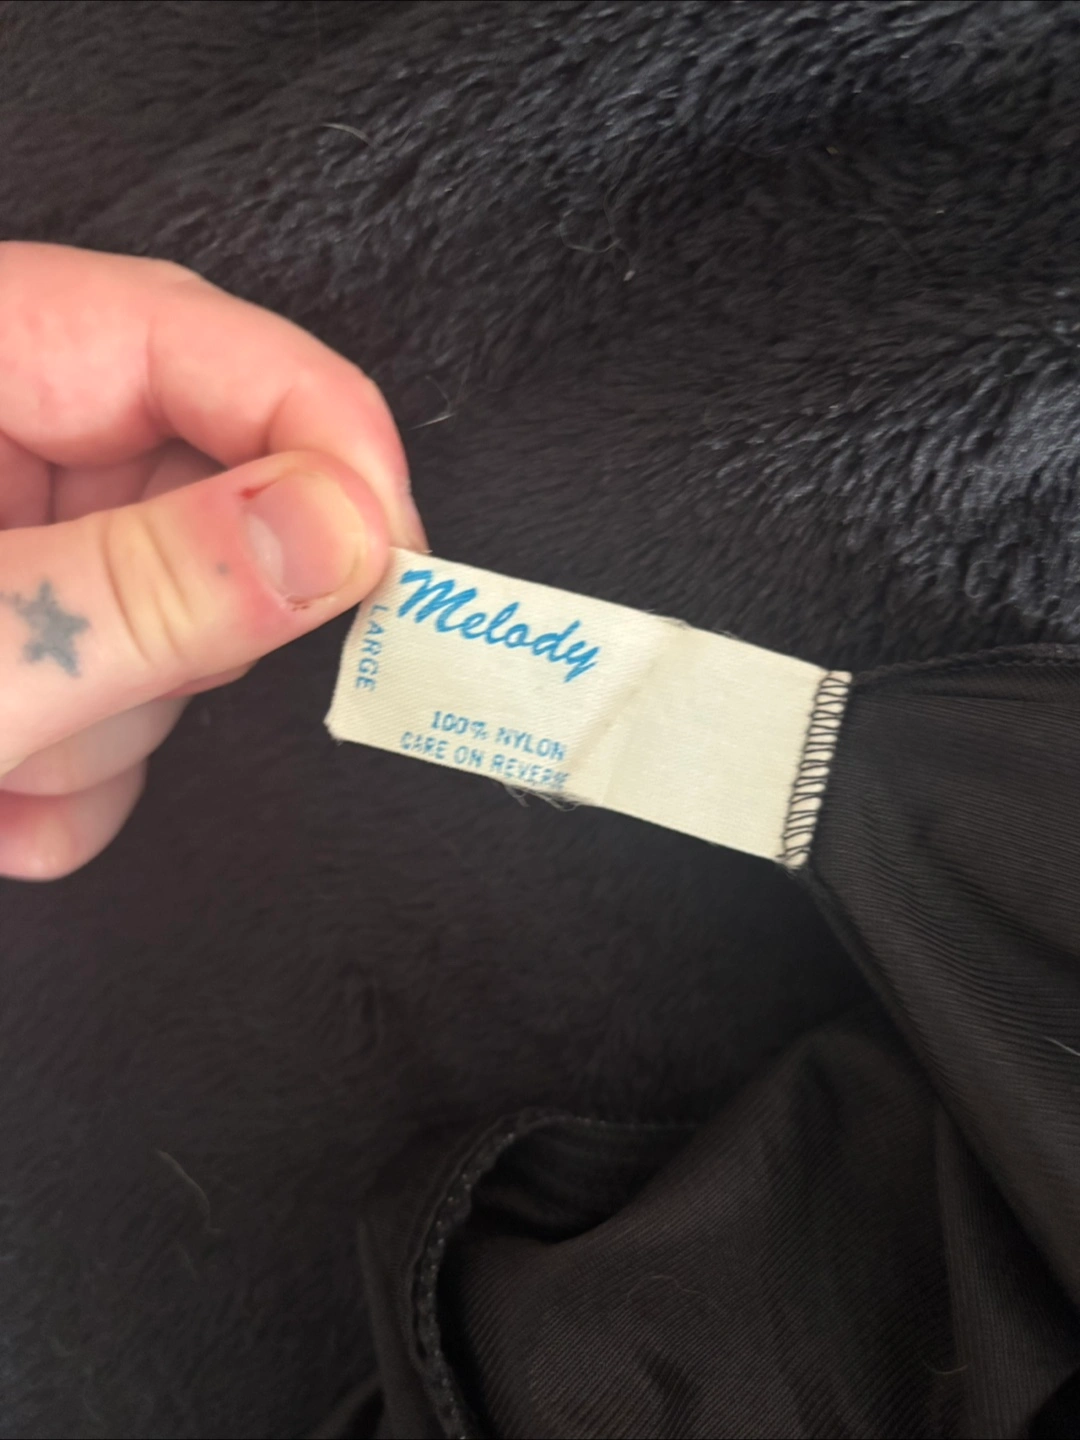 Melody
LARGE
100% NYLON
CARE ON REVERSE